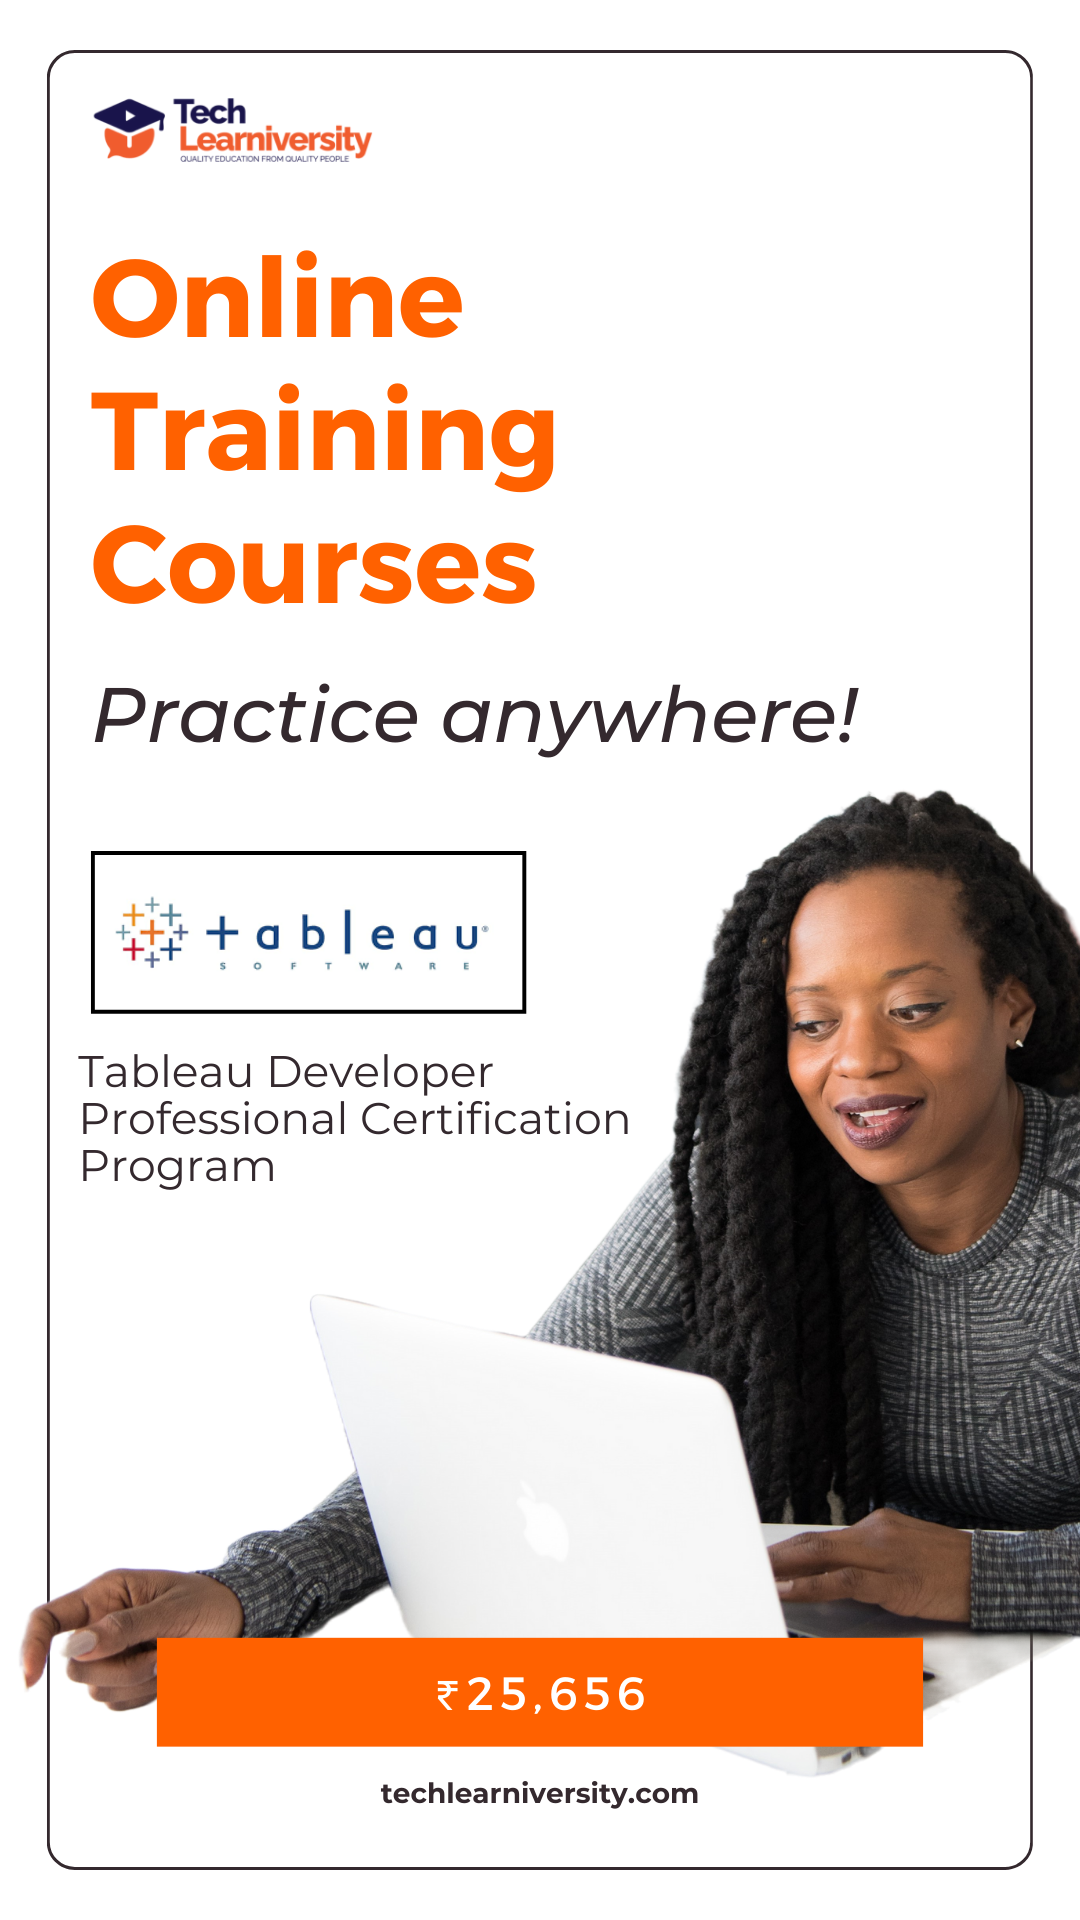 Tech
Learniversity
QUALITY EDUCATION FROM QUALITY PEOPLE
Online
Training
Courses
Practice anywhere!
+ableau®
SOFTWARE
Tableau Developer
Professional Certification
Program
₹25,656
techlearniversity.com